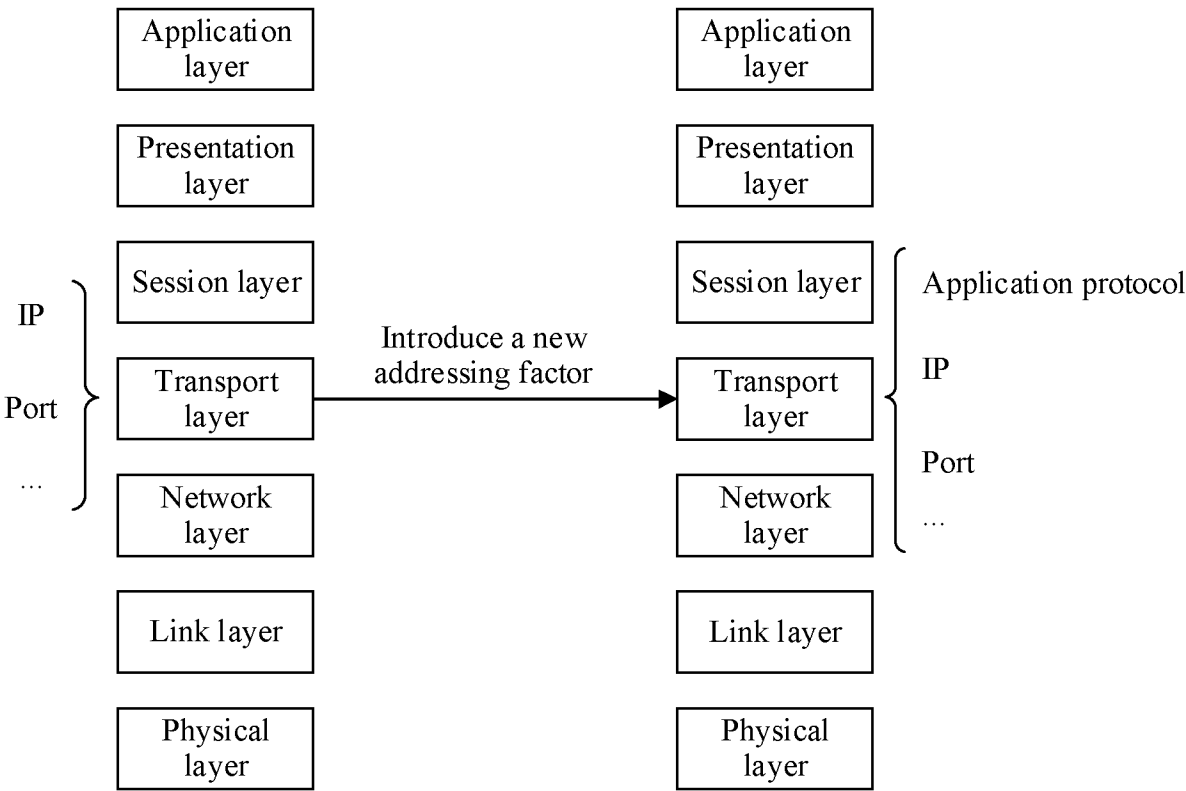 Application
layer
Presentation
layer
Session layer
Transport
layer
Network
layer
Link layer
Physical
layer
IP
Port
...
Introduce a new
addressing factor
Application
layer
Presentation
layer
Session layer
Transport
layer
Network
layer
Link layer
Physical
layer
Application protocol
IP
Port
...